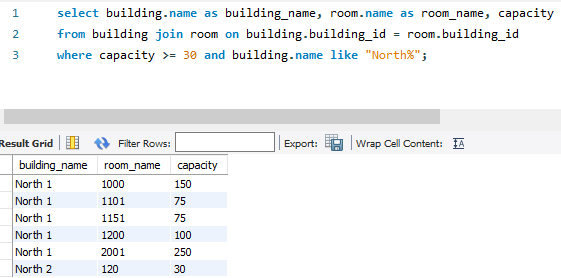 1 select building.name as building_name, room.name as room_name, capacity
2 from building join room on building.building_id = room.building_id
3 where capacity >= 30 and building.name like "North%";
Result Grid Filter Rows: Export: Wrap Cell Content: IA
building_name room_name capacity
North 1 1000 150
North 1 1101 75
North 1 1151 75
North 1 1200 100
North 1 2001 250
North 2 120 30